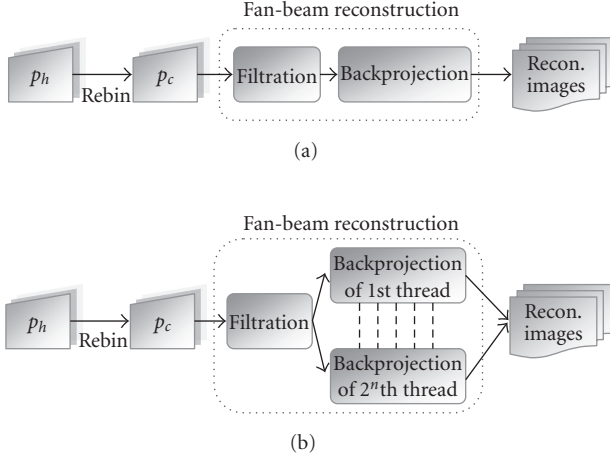 Fan-beam reconstruction
p_h
Rebin
p_c
Filtration
Backprojection
Recon.
images
(a)
Fan-beam reconstruction
p_h
Rebin
p_c
Filtration
Backprojection
of 1st thread
Backprojection
of 2^n th thread
Recon.
images
(b)